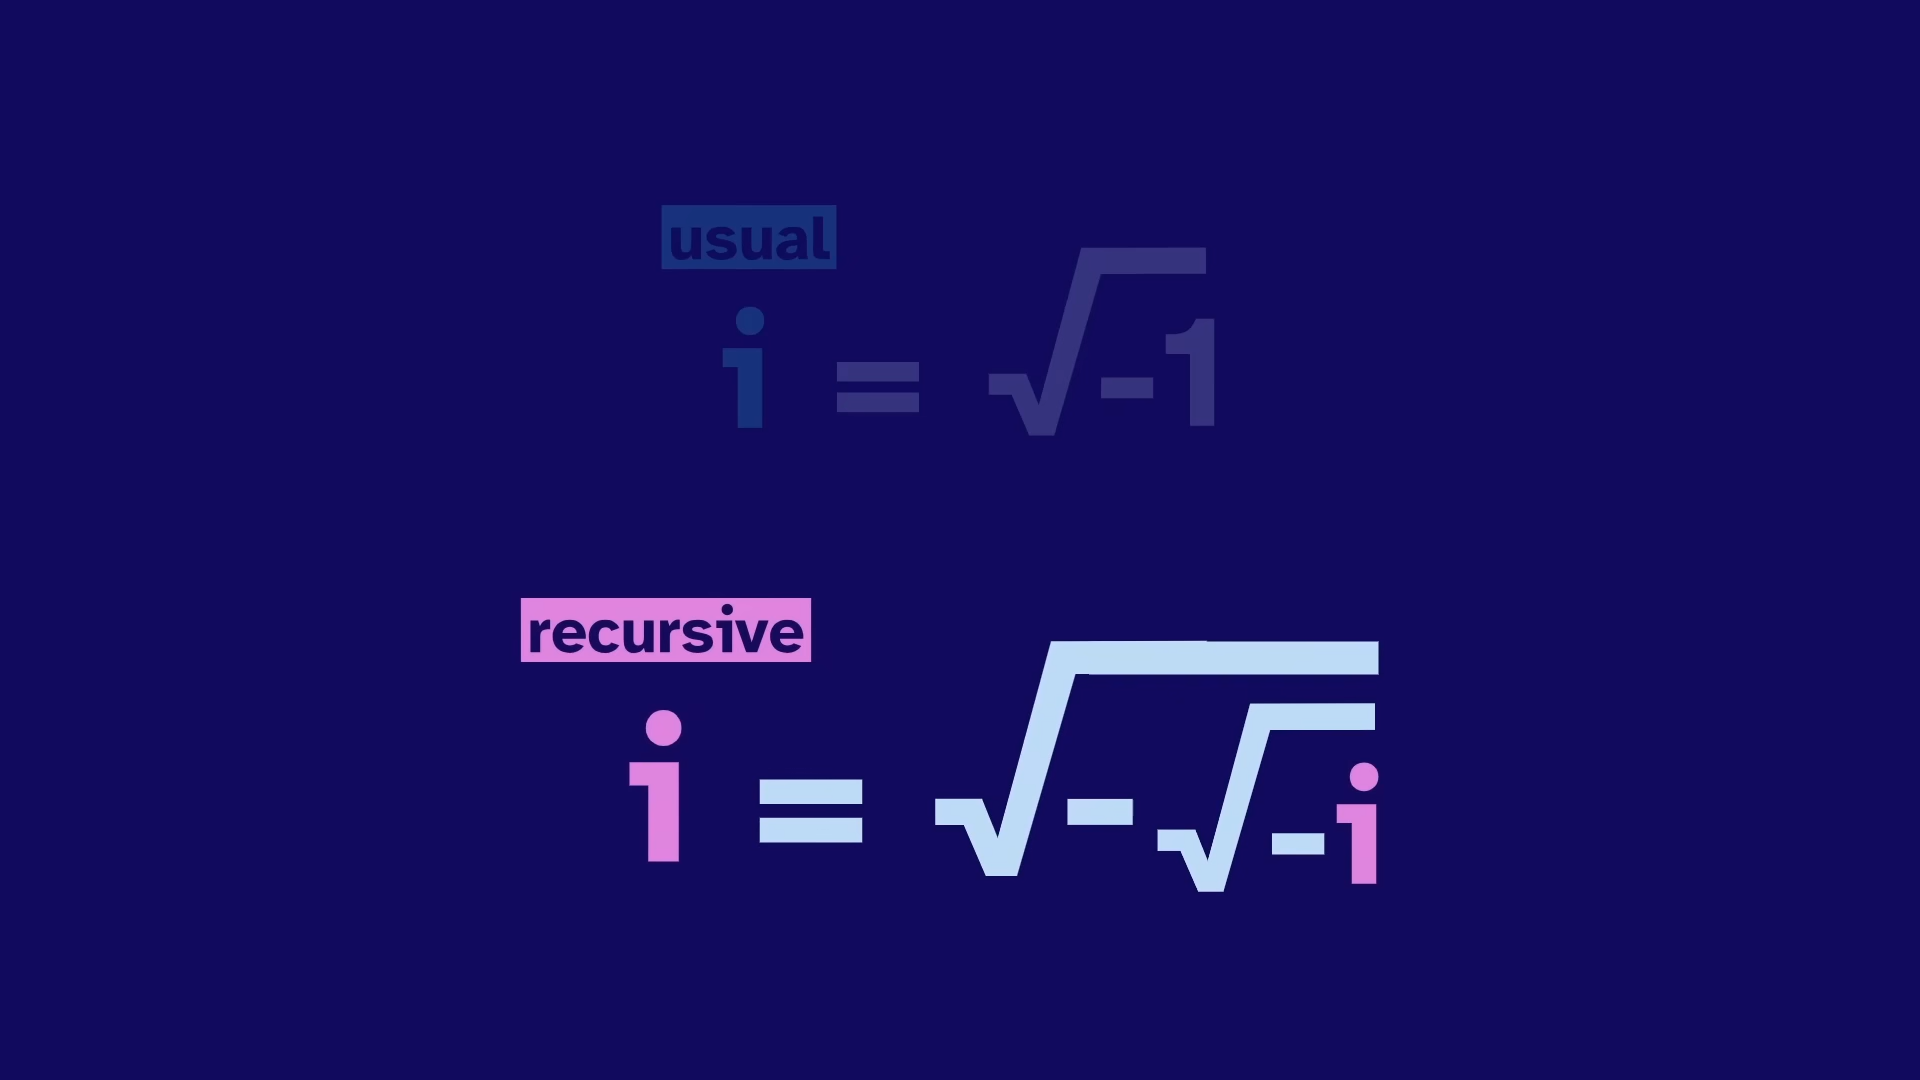 usual
i = √-1
recursive
i = √-√-i